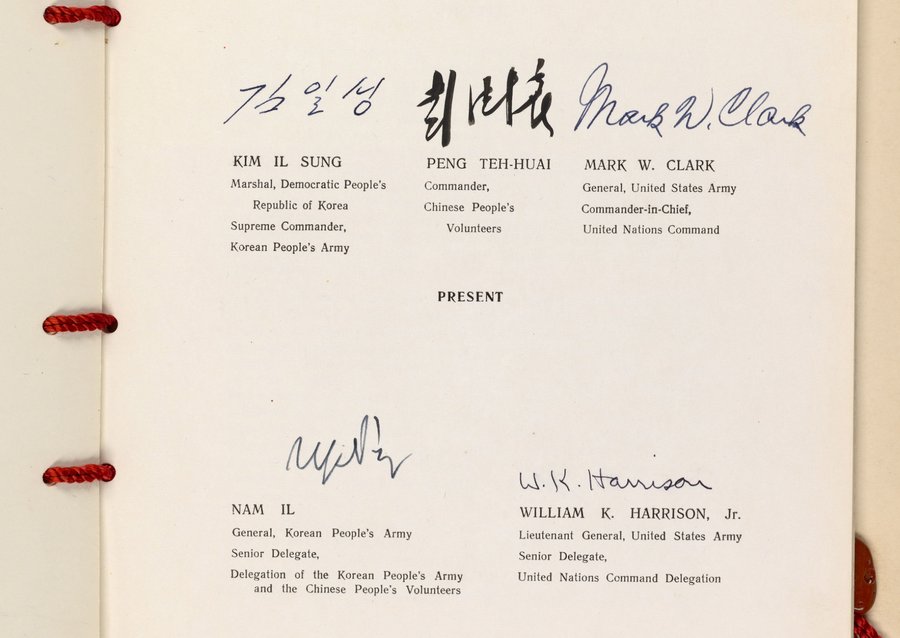 김일성
彭德懷
Mark W. Clark
KIM IL SUNG
Marshal, Democratic People's
Republic of Korea
Supreme Commander,
Korean People's Army
PENG TEH-HUAI
Commander,
Chinese People's
Volunteers
MARK W. CLARK
General, United States Army
Commander-in-Chief,
United Nations Command
PRESENT
NAM IL
General, Korean People's Army
Senior Delegate,
Delegation of the Korean People's Army
and the Chinese People's Volunteers
W. K. Harrison
WILLIAM K. HARRISON, Jr.
Lieutenant General, United States Army
Senior Delegate,
United Nations Command Delegation